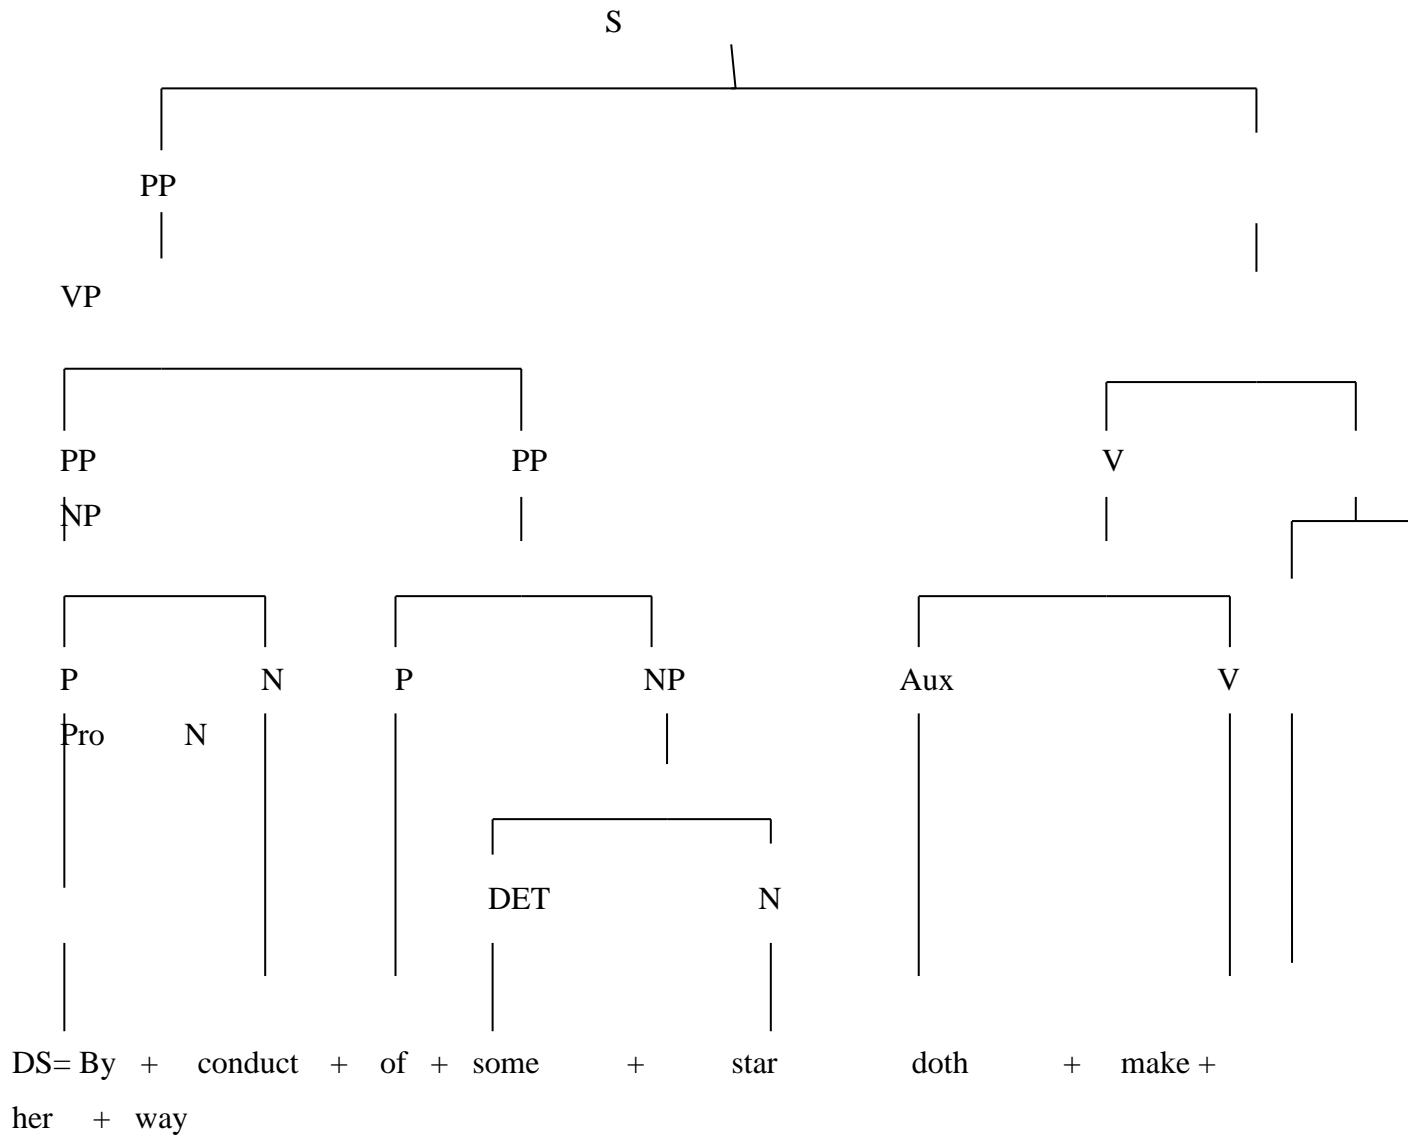 S
PP
VP
PP PP V
NP
P N P NP Aux V
Pro N
DET N
DS= By + conduct + of + some + star doth + make +
her + way